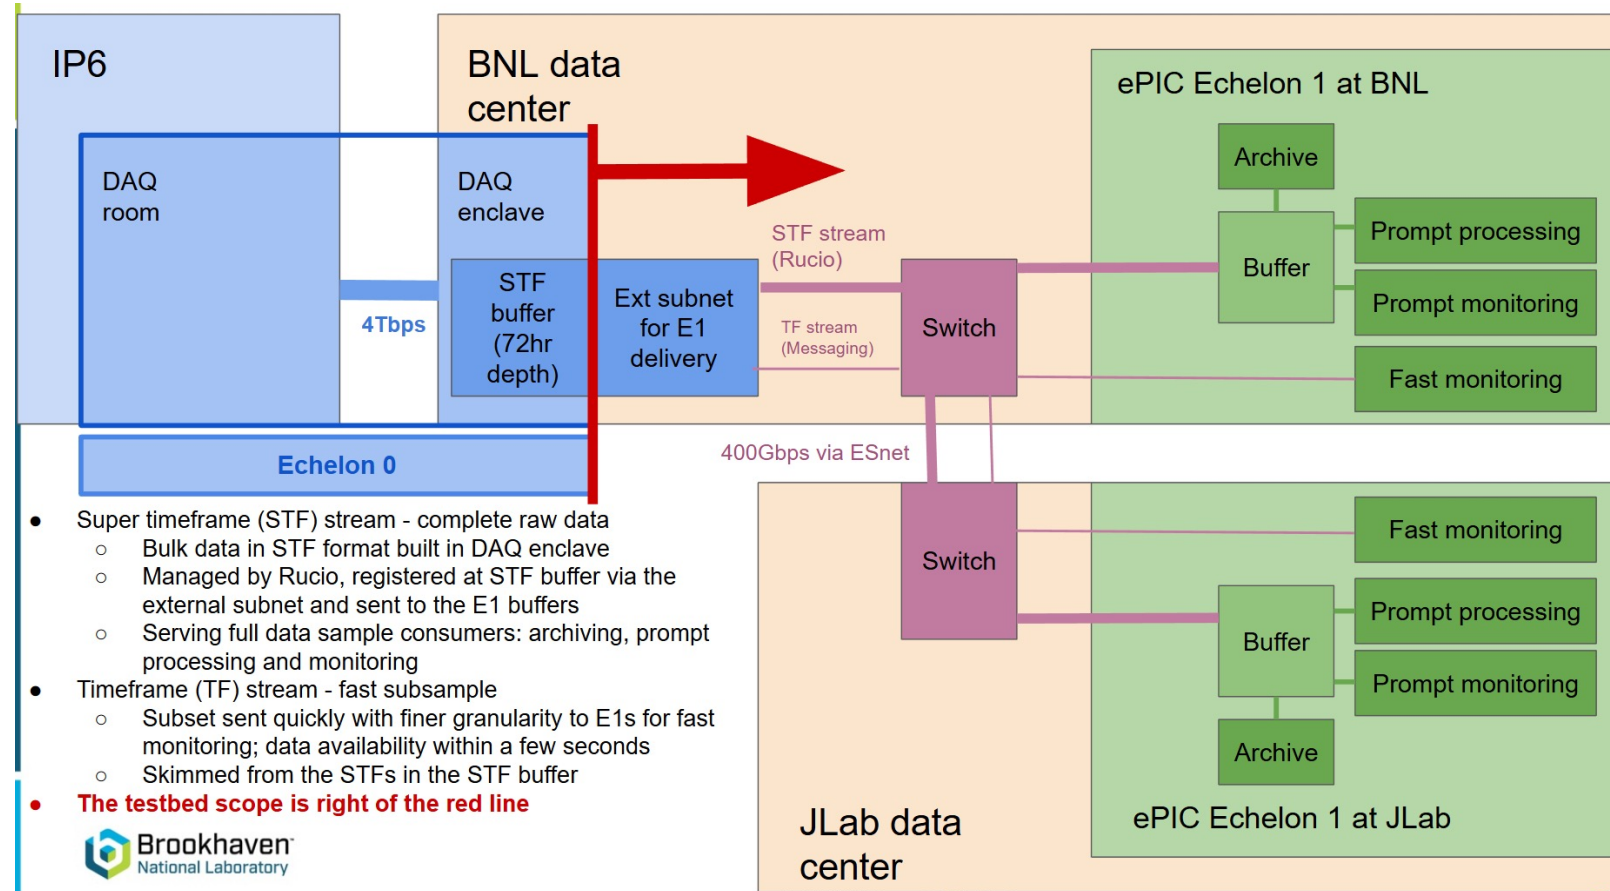 IP6
BNL data
center
ePIC Echelon 1 at BNL
DAQ
room
DAQ
enclave
4Tbps
STF
buffer
(72hr
depth)
Ext subnet
for E1
delivery
STF stream
(Rucio)
TF stream
(Messaging)
Switch
Archive
Buffer
Prompt processing
Prompt monitoring
Fast monitoring
Echelon 0
400Gbps via ESnet
● Super timeframe (STF) stream - complete raw data
○ Bulk data in STF format built in DAQ enclave
○ Managed by Rucio, registered at STF buffer via the
external subnet and sent to the E1 buffers
○ Serving full data sample consumers: archiving, prompt
processing and monitoring
● Timeframe (TF) stream - fast subsample
○ Subset sent quickly with finer granularity to E1s for fast
monitoring; data availability within a few seconds
○ Skimmed from the STFs in the STF buffer
● The testbed scope is right of the red line
Brookhaven™
National Laboratory
Switch
Fast monitoring
Prompt processing
Buffer
Prompt monitoring
Archive
JLab data
center
ePIC Echelon 1 at JLab